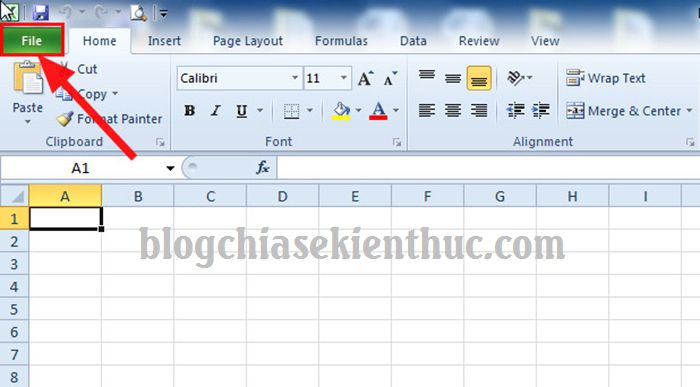 File Home Insert Page Layout Formulas Data Review View
Cut Calibri 11 A A Wrap Text
Paste Copy
Format Painter B I U A Merge & Center
Clipboard Font Alignment
A1 fx
A B C D E F G H I
1
2
blogchiasekienthuc.com
3
4
5
6
7
8